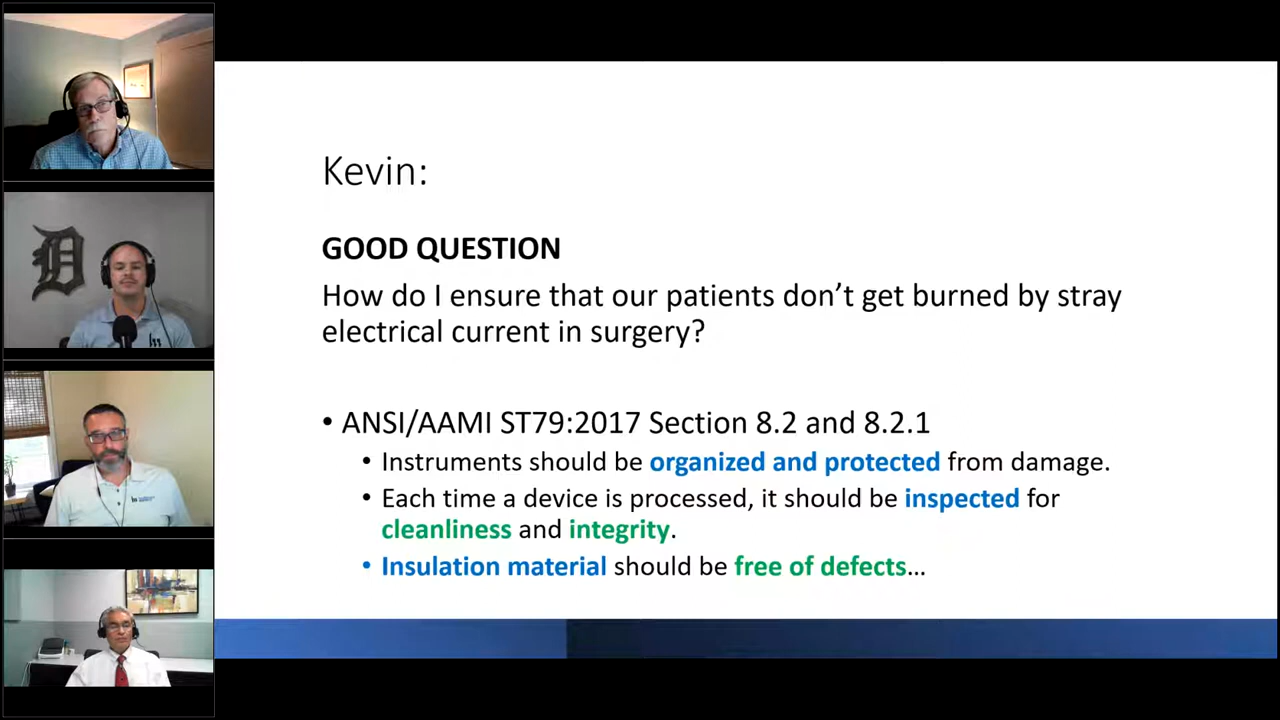 Kevin:
GOOD QUESTION
How do I ensure that our patients don’t get burned by stray
electrical current in surgery?
• ANSI/AAMI ST79:2017 Section 8.2 and 8.2.1
• Instruments should be organized and protected from damage.
• Each time a device is processed, it should be inspected for
cleanliness and integrity.
• Insulation material should be free of defects…